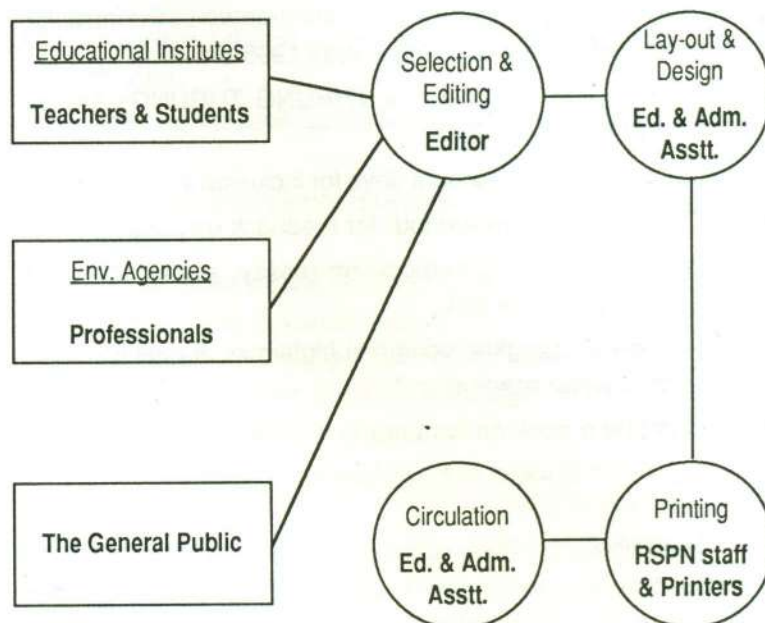 Educational Institutes
Teachers & Students
Selection &
Editing
Editor
Lay-out &
Design
Ed. & Adm.
Asstt.
Env. Agencies
Professionals
The General Public
Circulation
Ed. & Adm.
Asstt.
Printing
RSPN staff
& Printers